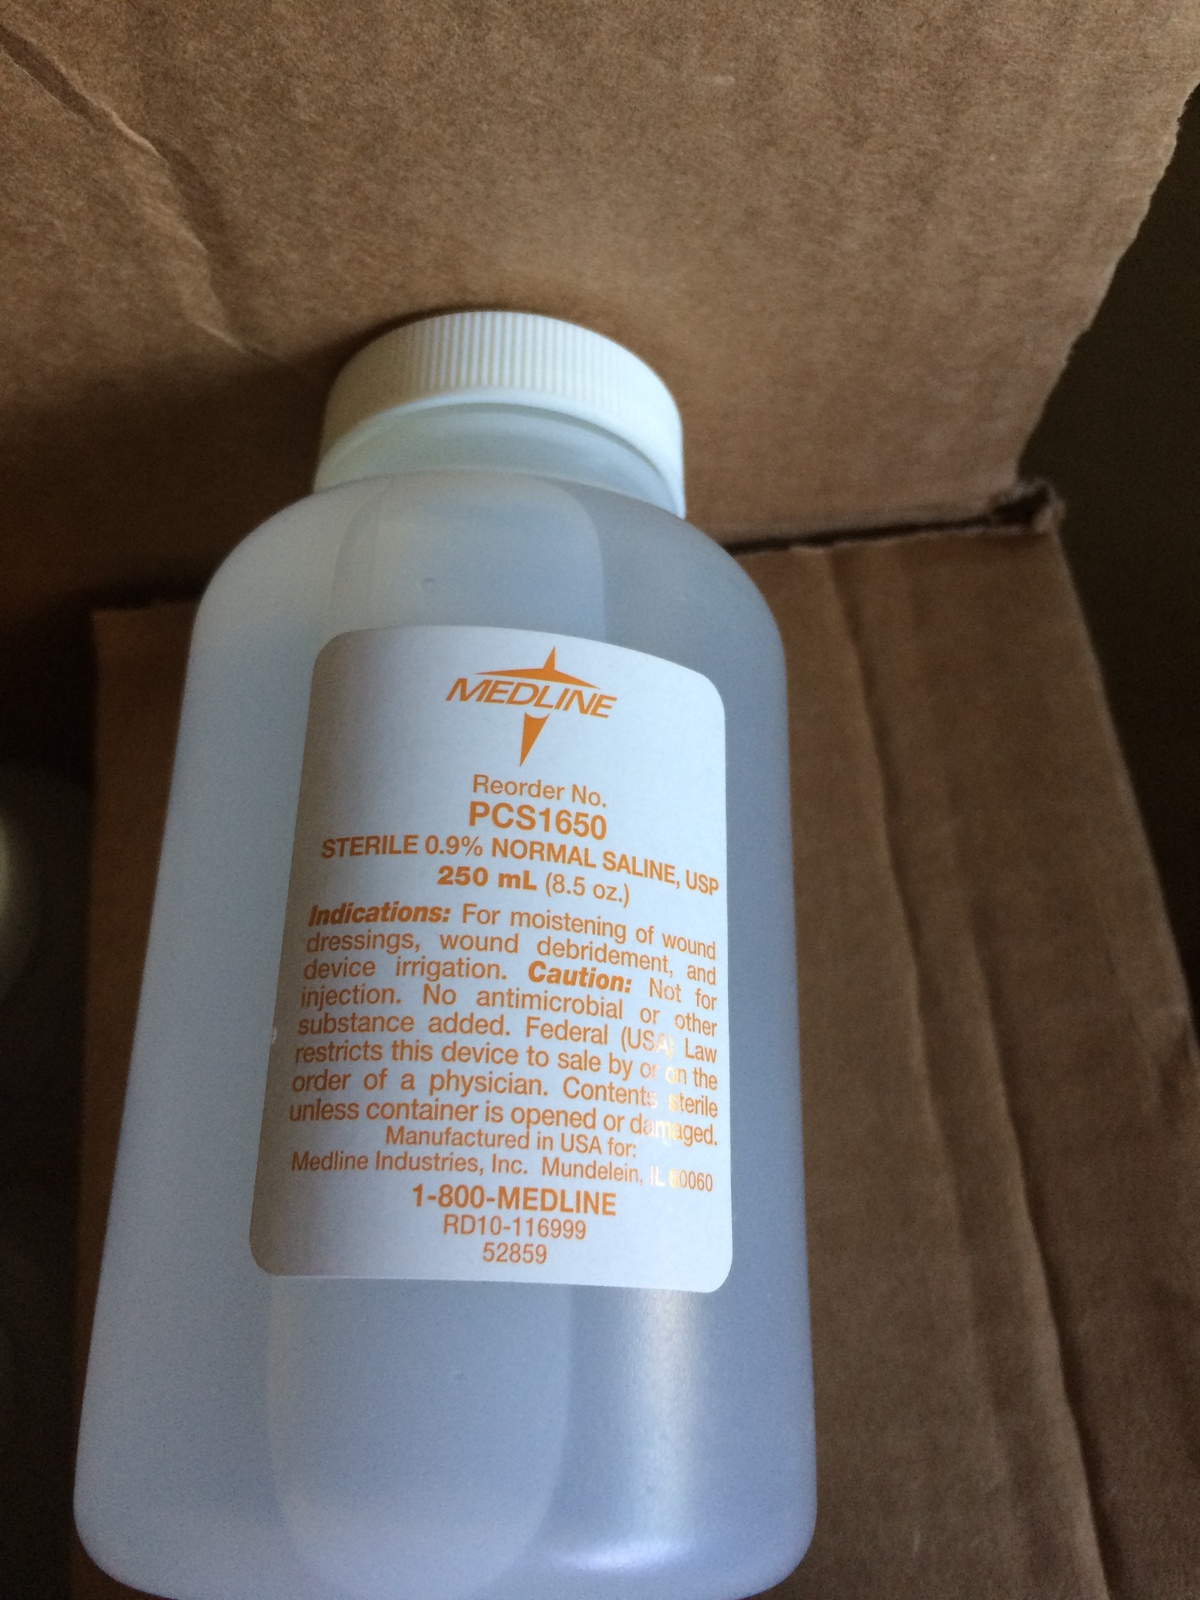 MEDLINE
Reorder No.
PCS1650
STERILE 0.9% NORMAL SALINE, USP
250 mL (8.5 oz.)
Indications: For moistening of wound
dressings, wound debridement, and
device irrigation. Caution: Not for
injection. No antimicrobial or other
substance added. Federal (USA) Law
restricts this device to sale by or on the
order of a physician. Contents sterile
unless container is opened or damaged.
Manufactured in USA for:
Medline Industries, Inc. Mundelein, IL 60060
1-800-MEDLINE
RD10-116999
52859